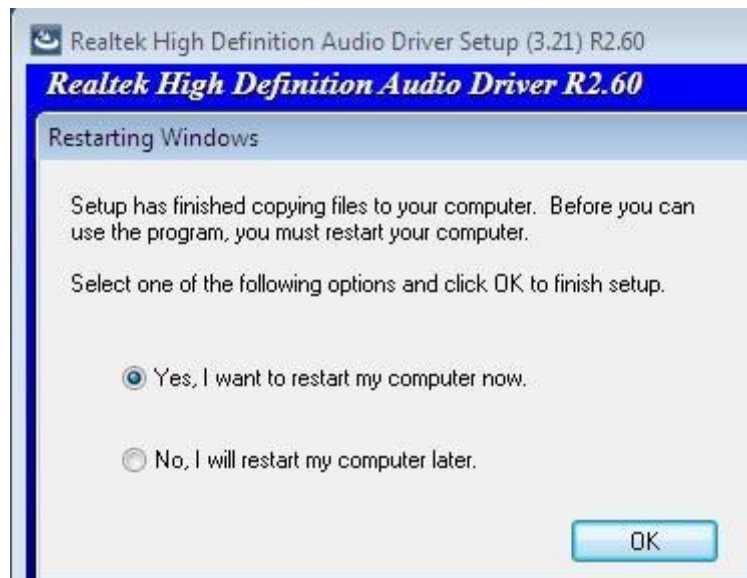 Realtek High Definition Audio Driver Setup (3.21) R2.60
Realtek High Definition Audio Driver R2.60
Restarting Windows
Setup has finished copying files to your computer.  Before you can
use the program, you must restart your computer.
Select one of the following options and click OK to finish setup.
Yes, I want to restart my computer now.
No, I will restart my computer later.
OK